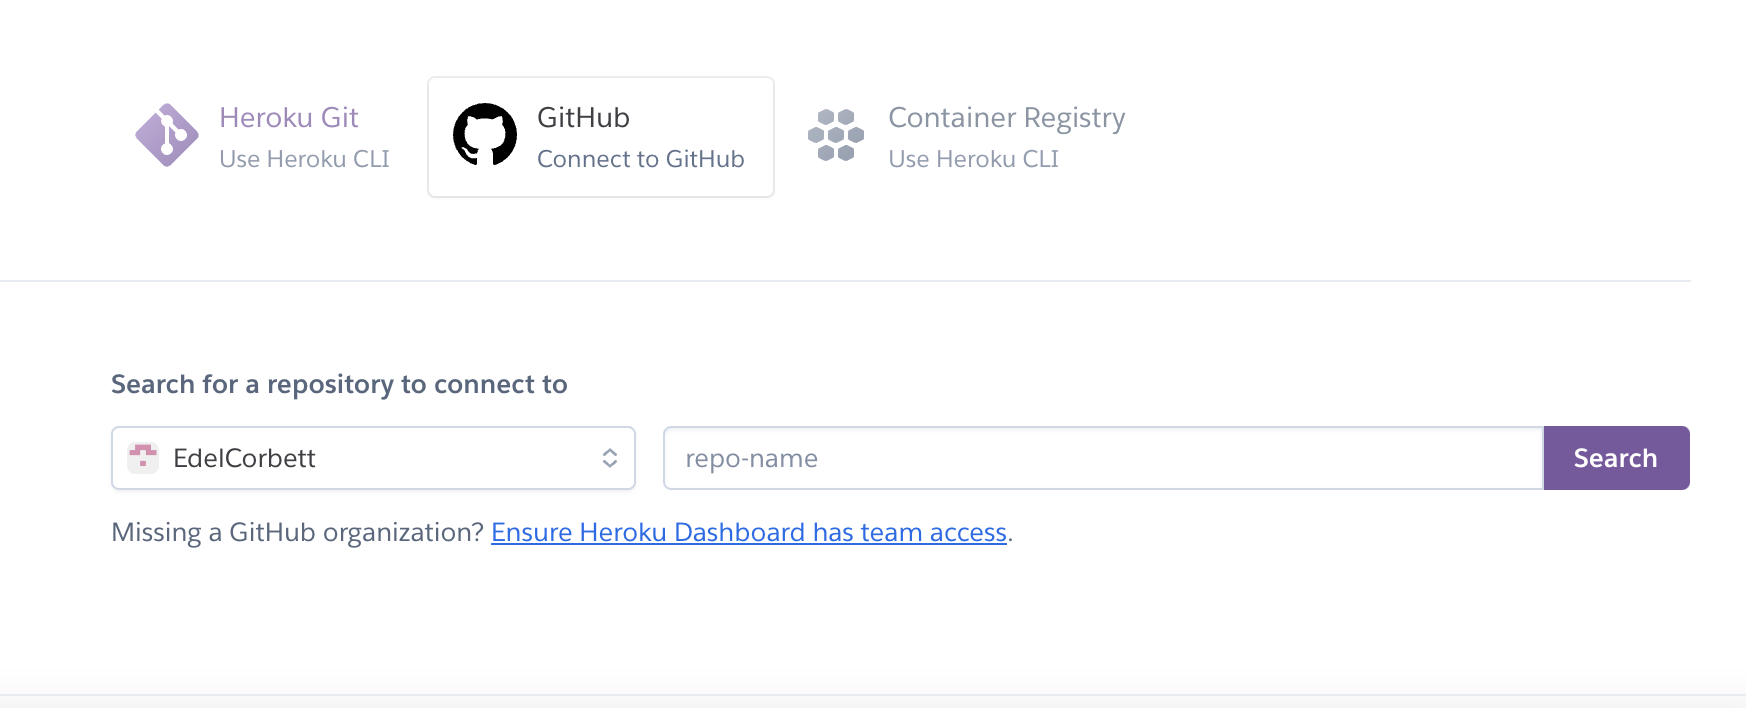 Heroku Git
Use Heroku CLI
GitHub
Connect to GitHub
Container Registry
Use Heroku CLI
Search for a repository to connect to
EdelCorbett
repo-name
Search
Missing a GitHub organization? Ensure Heroku Dashboard has team access.